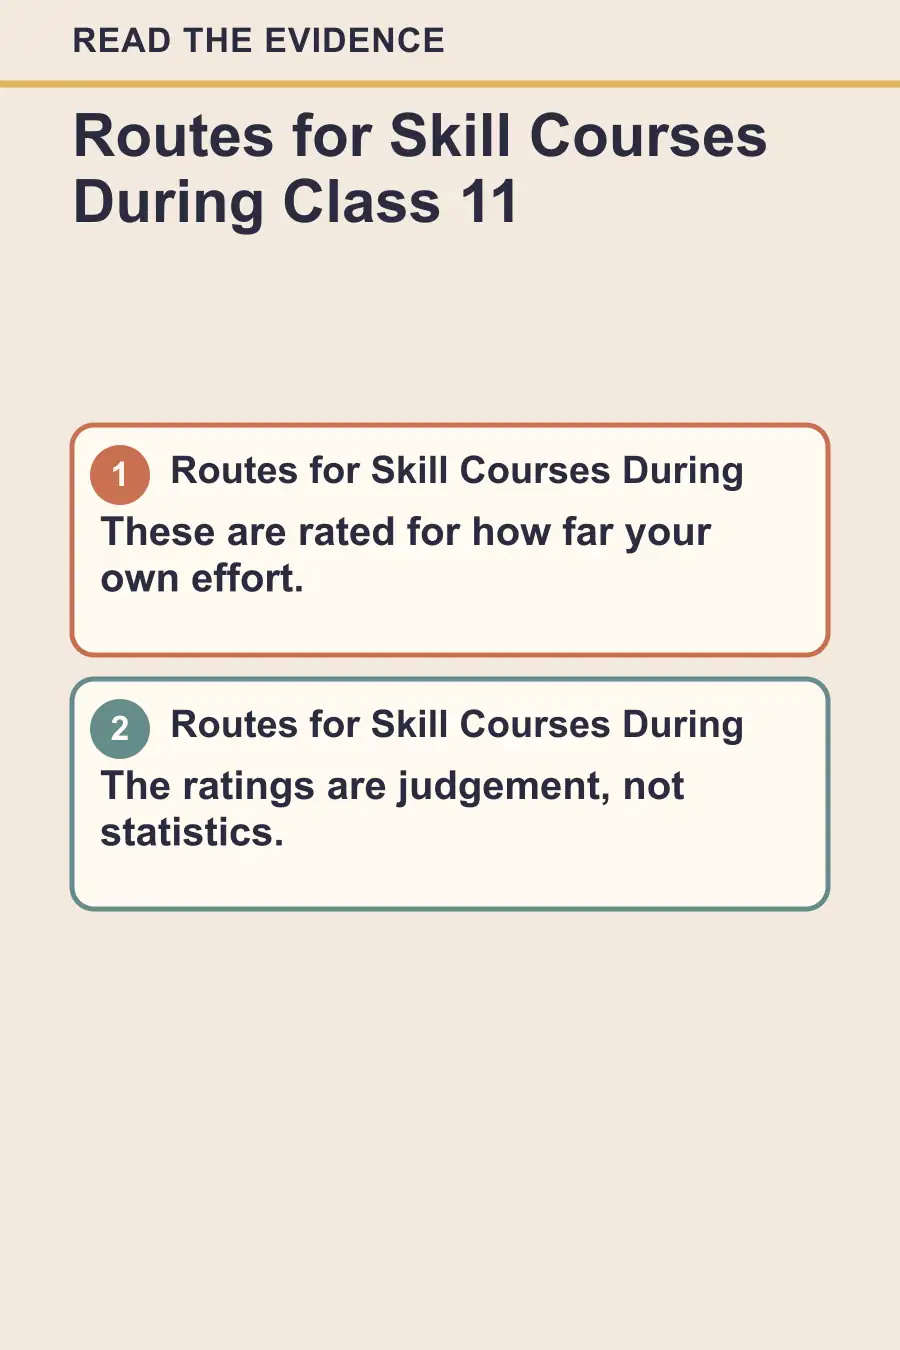 READ THE EVIDENCE
Routes for Skill Courses
During Class 11
1 Routes for Skill Courses During
These are rated for how far your
own effort.
2 Routes for Skill Courses During
The ratings are judgement, not
statistics.